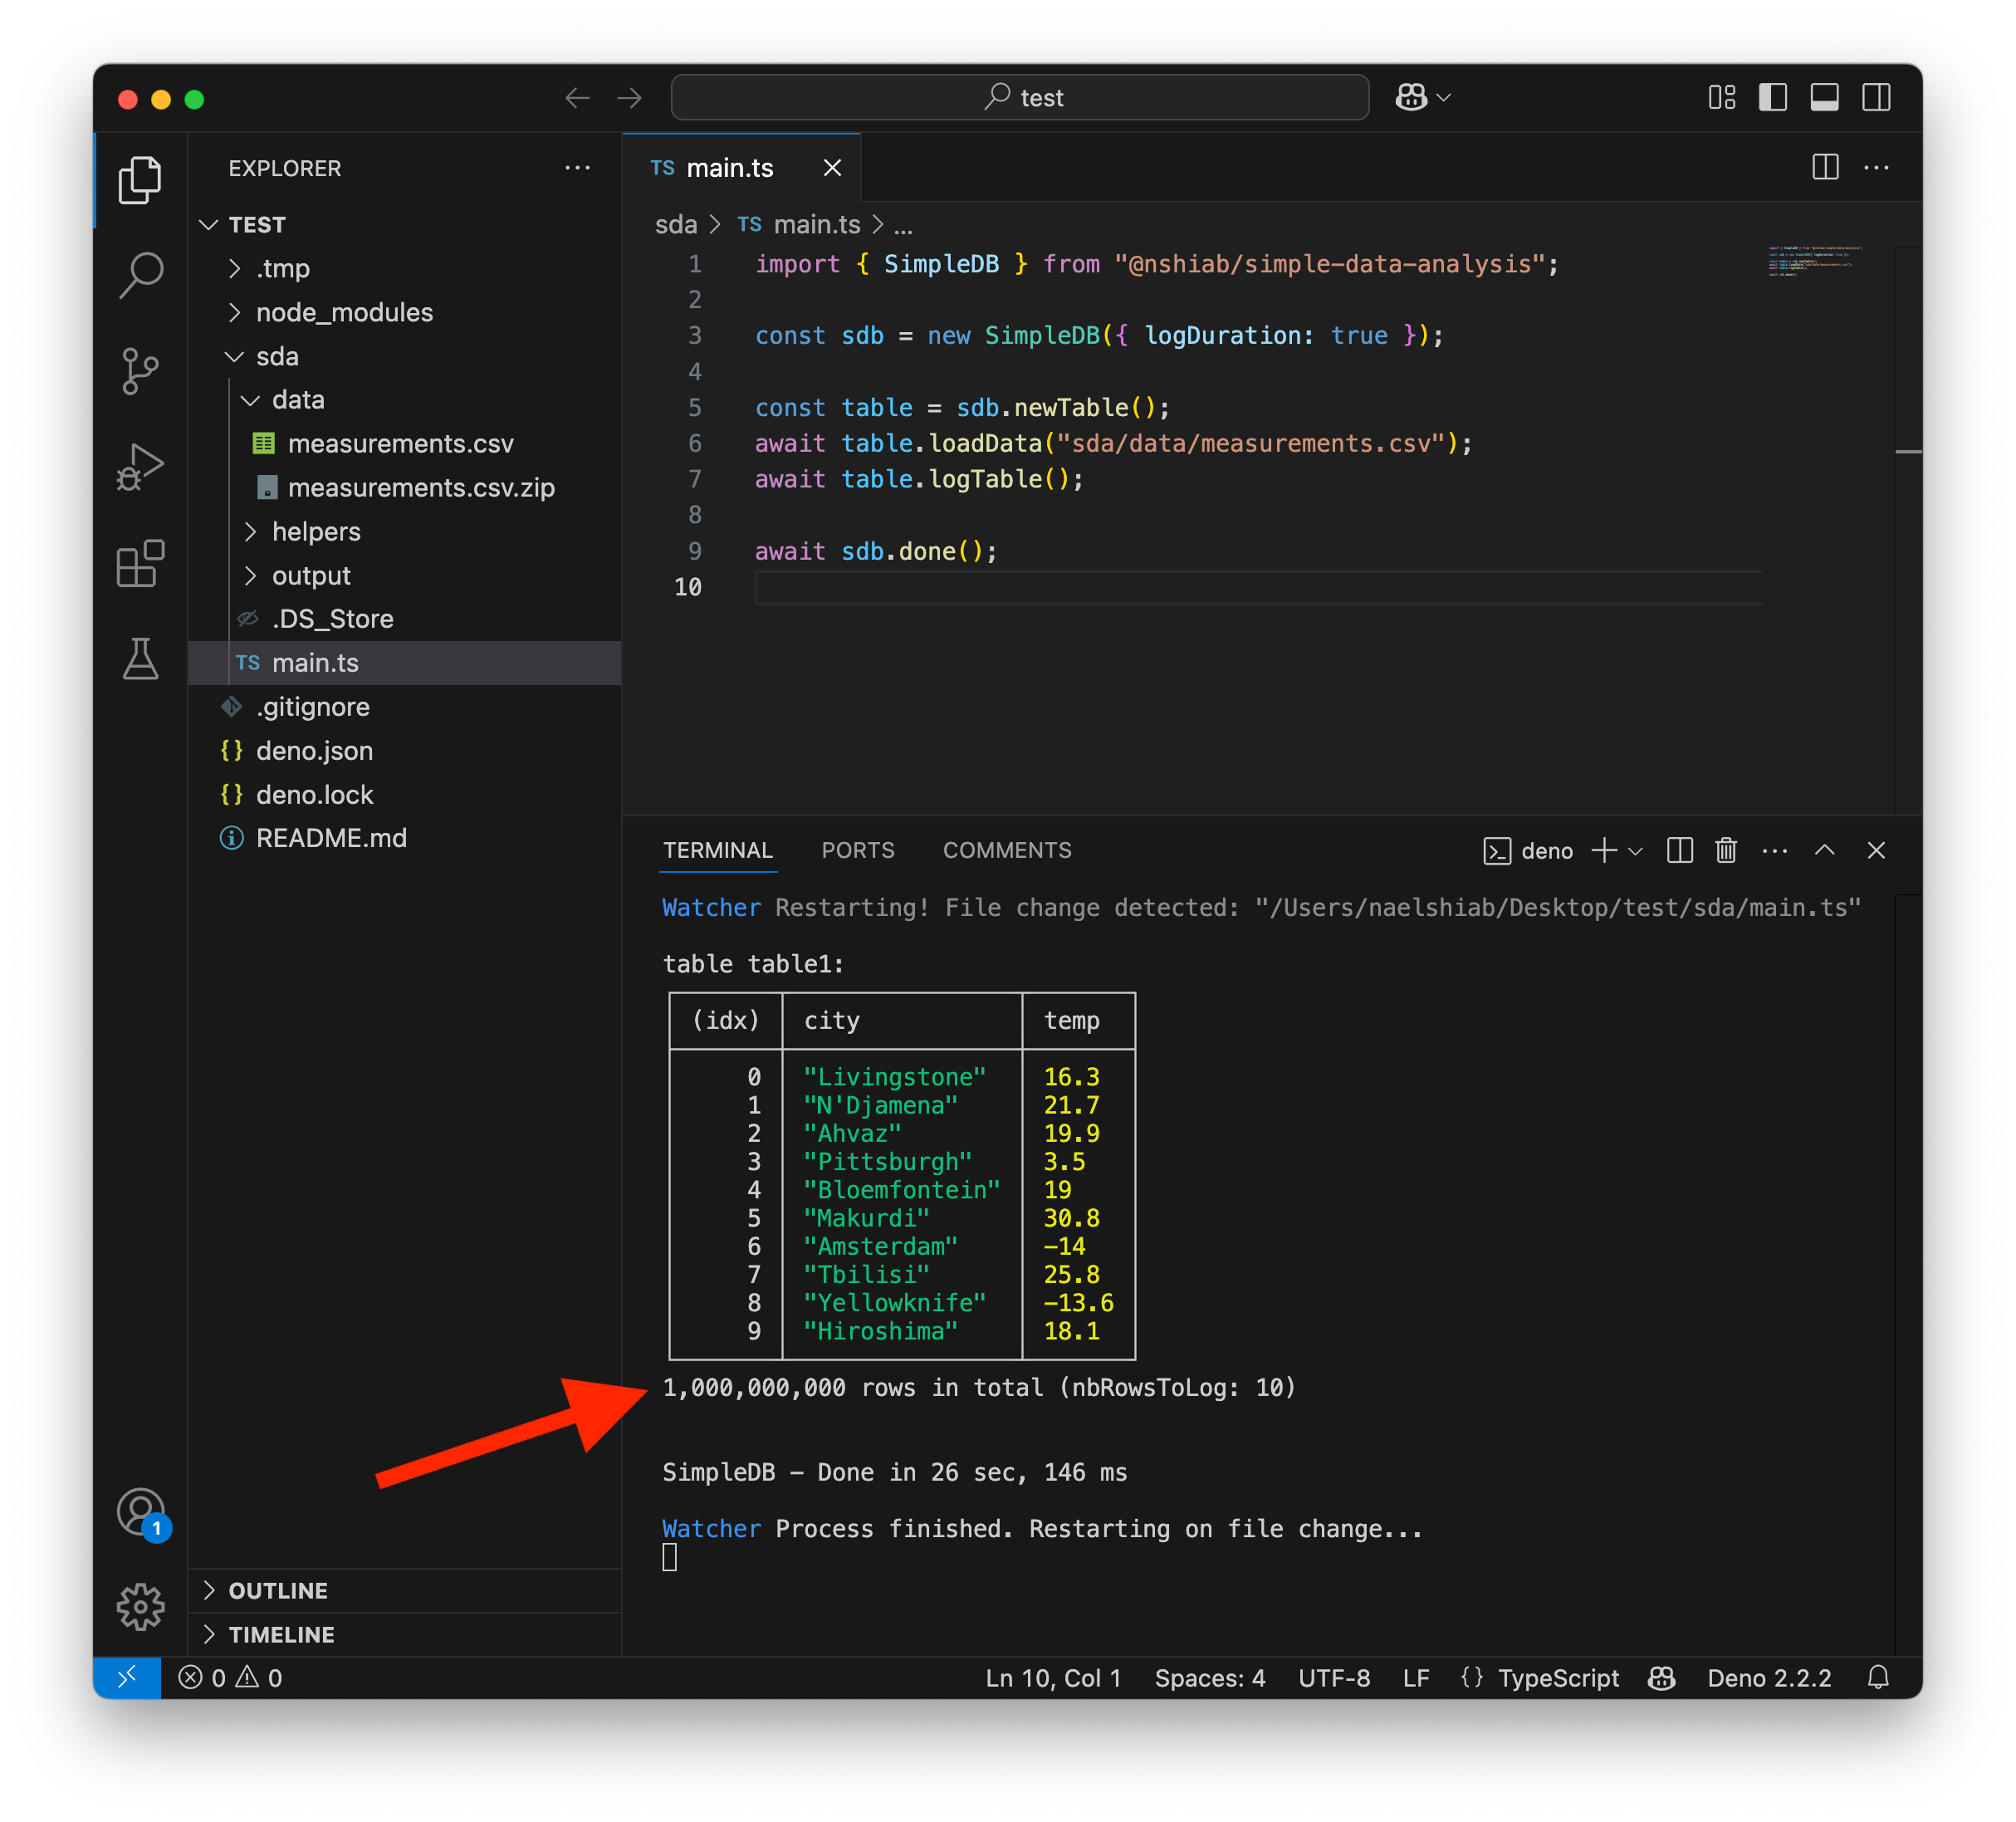 test
EXPLORER
TEST
.tmp
node_modules
sda
data
measurements.csv
measurements.csv.zip
helpers
output
.DS_Store
TS main.ts
.gitignore
{} deno.json
{} deno.lock
README.md
OUTLINE
TIMELINE
1
TS main.ts
sda > TS main.ts > ...
1 import { SimpleDB } from "@nshiab/simple-data-analysis";
2
3 const sdb = new SimpleDB({ logDuration: true });
4
5 const table = sdb.newTable();
6 await table.loadData("sda/data/measurements.csv");
7 await table.logTable();
8
9 await sdb.done();
10
TERMINAL PORTS COMMENTS deno
Watcher Restarting! File change detected: "/Users/naelshiab/Desktop/test/sda/main.ts"
table table1:
(idx) city temp
0 "Livingstone" 16.3
1 "N'Djamena" 21.7
2 "Ahvaz" 19.9
3 "Pittsburgh" 3.5
4 "Bloemfontein" 19
5 "Makurdi" 30.8
6 "Amsterdam" -14
7 "Tbilisi" 25.8
8 "Yellowknife" -13.6
9 "Hiroshima" 18.1
1,000,000,000 rows in total (nbRowsToLog: 10)
SimpleDB - Done in 26 sec, 146 ms
Watcher Process finished. Restarting on file change...
0 0 Ln 10, Col 1 Spaces: 4 UTF-8 LF {} TypeScript Deno 2.2.2